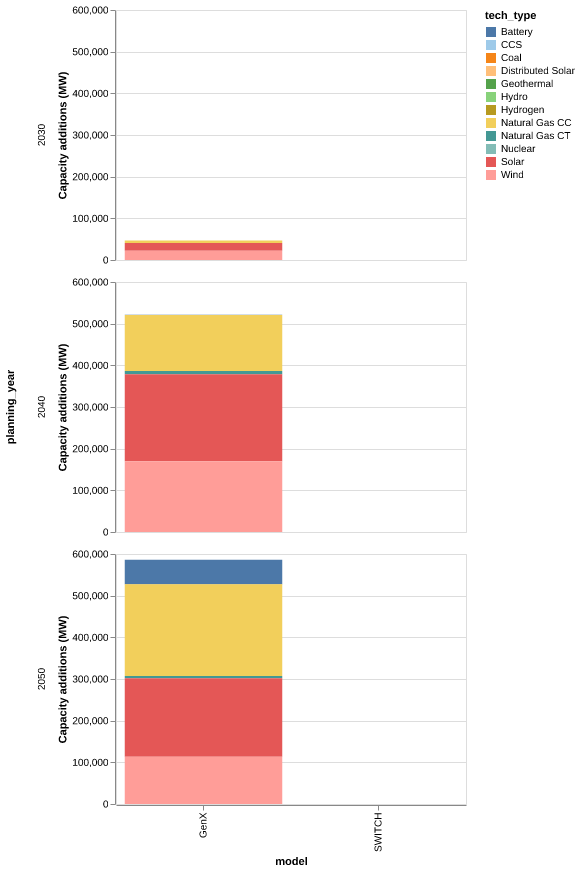 planning_year
2030
Capacity additions (MW)
600,000
500,000
400,000
300,000
200,000
100,000
0
2040
Capacity additions (MW)
600,000
500,000
400,000
300,000
200,000
100,000
0
2050
Capacity additions (MW)
600,000
500,000
400,000
300,000
200,000
100,000
0
GenX
SWITCH
model
tech_type
Battery
CCS
Coal
Distributed Solar
Geothermal
Hydro
Hydrogen
Natural Gas CC
Natural Gas CT
Nuclear
Solar
Wind